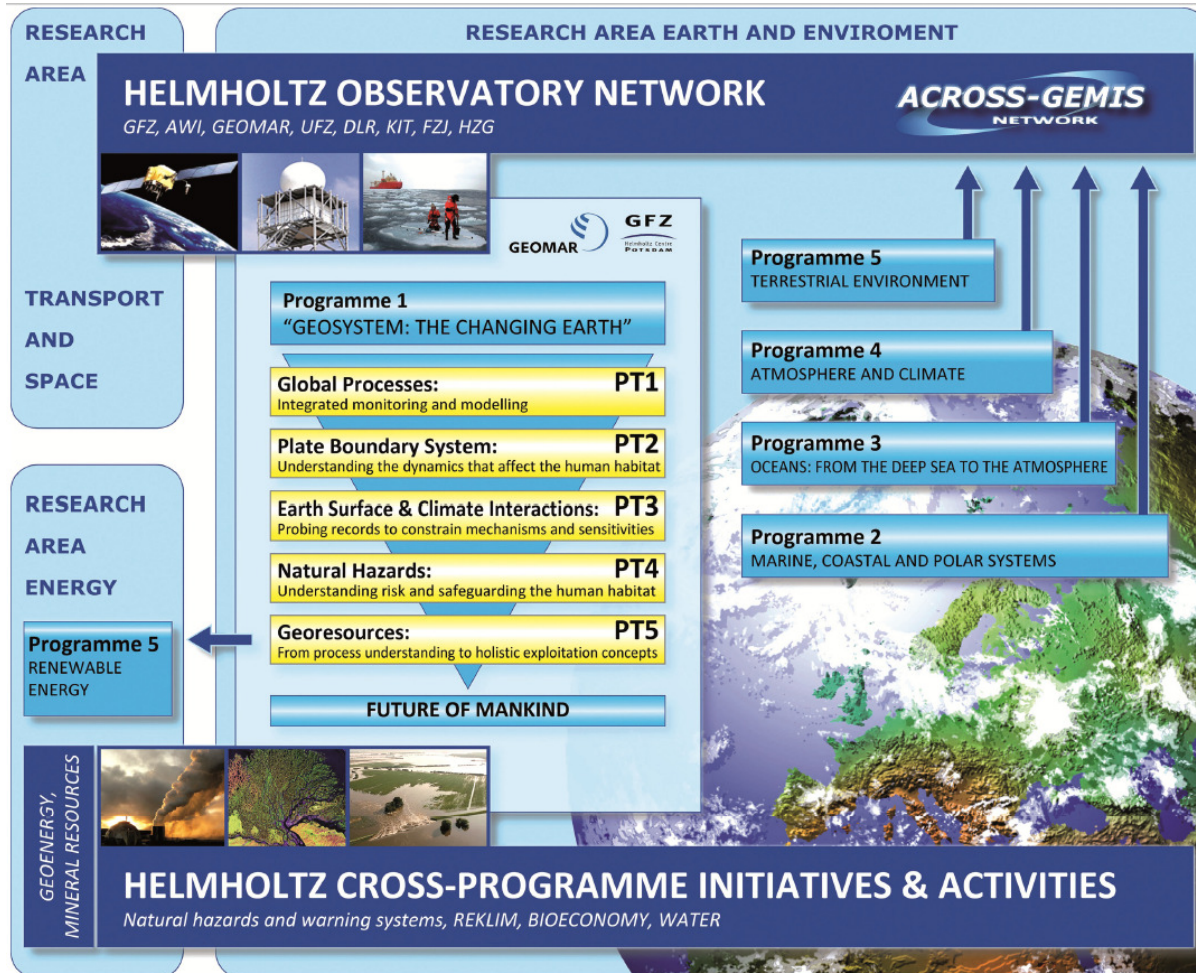 RESEARCH
AREA
TRANSPORT
AND
SPACE
RESEARCH AREA EARTH AND ENVIROMENT
HELMHOLTZ OBSERVATORY NETWORK
GFZ, AWI, GEOMAR, UFZ, DLR, KIT, FZJ, HZG
ACROSS-GEMIS
NETWORK
GEOMAR
GFZ
Helmholtz Centre
POTSDAM
Programme 1
“GEOSYSTEM: THE CHANGING EARTH”
Global Processes: PT1
Integrated monitoring and modelling
Plate Boundary System: PT2
Understanding the dynamics that affect the human habitat
Earth Surface & Climate Interactions: PT3
Probing records to constrain mechanisms and sensitivities
Natural Hazards: PT4
Understanding risk and safeguarding the human habitat
Georesources: PT5
From process understanding to holistic exploitation concepts
FUTURE OF MANKIND
Programme 5
TERRESTRIAL ENVIRONMENT
Programme 4
ATMOSPHERE AND CLIMATE
Programme 3
OCEANS: FROM THE DEEP SEA TO THE ATMOSPHERE
Programme 2
MARINE, COASTAL AND POLAR SYSTEMS
RESEARCH
AREA
ENERGY
Programme 5
RENEWABLE
ENERGY
GEOENERGY,
MINERAL RESOURCES
HELMHOLTZ CROSS-PROGRAMME INITIATIVES & ACTIVITIES
Natural hazards and warning systems, REKLIM, BIOECONOMY, WATER